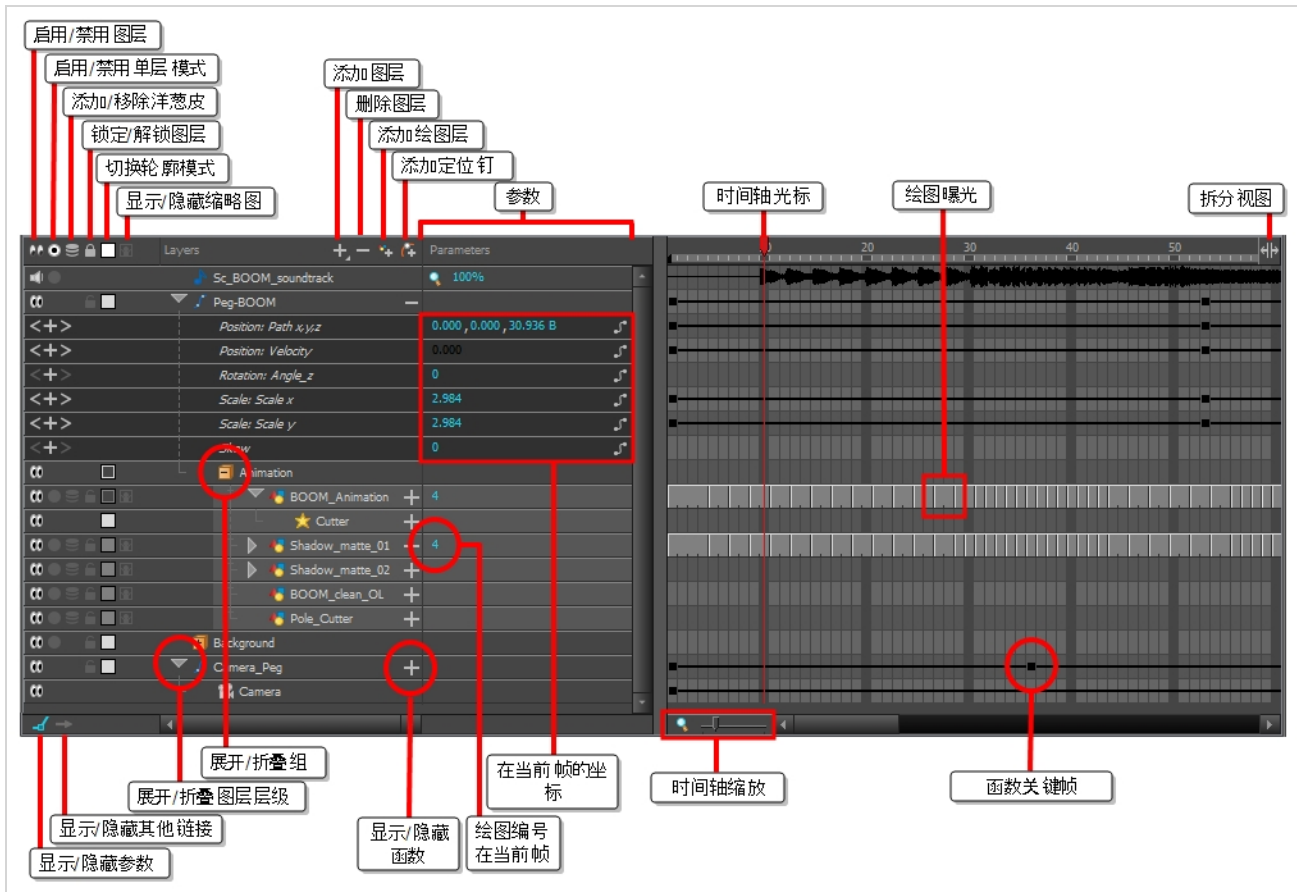 启用/禁用 图层
启用/禁用 单层 模式
添加/移除洋葱皮
锁定/解锁图层
切换轮 廓模式
显示/隐藏缩略图
添加 图层
删除图层
添加绘图层
添加定位 钉
参数
时间轴光标
绘图曝光
拆分 视图
Layers
Parameters
10
20
30
40
50
Sc_BOOM_soundtrack
100%
Peg-BOOM
Position: Path x,y,z
0.000 , 0.000 , 30.936 B
Position: Velocity
0.000
Rotation: Angle_z
0
Scale: Scale x
2.984
Scale: Scale y
2.984
Skew
0
Animation
BOOM_Animation
4
Cutter
Shadow_matte_01
4
Shadow_matte_02
BOOM_clean_OL
Pole_Cutter
Background
Camera_Peg
Camera
展开/折叠 组
展开/折叠 图层 层级
显示/隐藏其他 链接
显示/隐藏参数
显示/隐藏
函数
绘图编号
在当前 帧
在当前 帧的坐
标
时间轴缩放
函数关 键帧